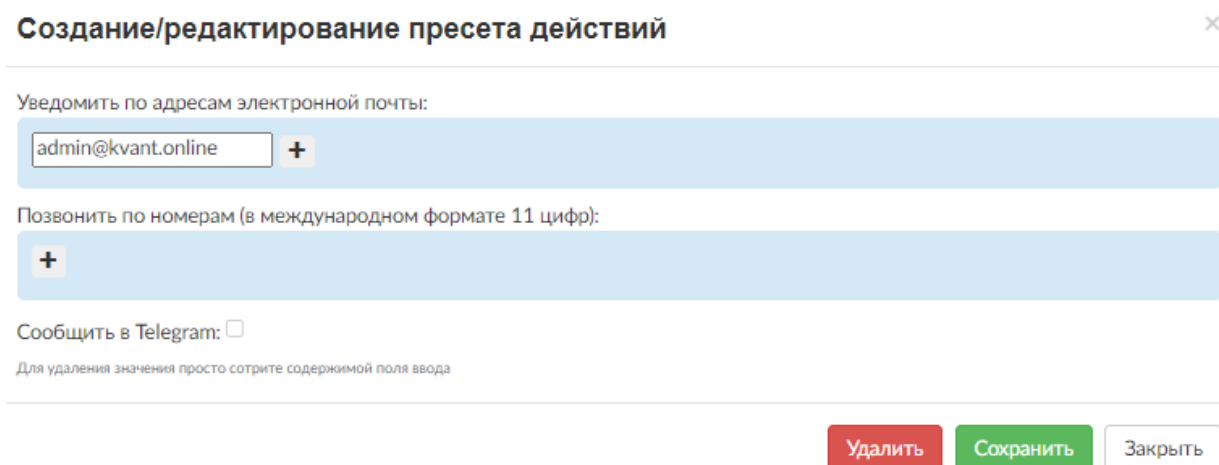 Создание/редактирование пресета действий
×
Уведомить по адресам электронной почты:
admin@kvant.online +
Позвонить по номерам (в международном формате 11 цифр):
+
Сообщить в Telegram:
Для удаления значения просто сотрите содержимой поля ввода
Удалить Сохранить Закрыть